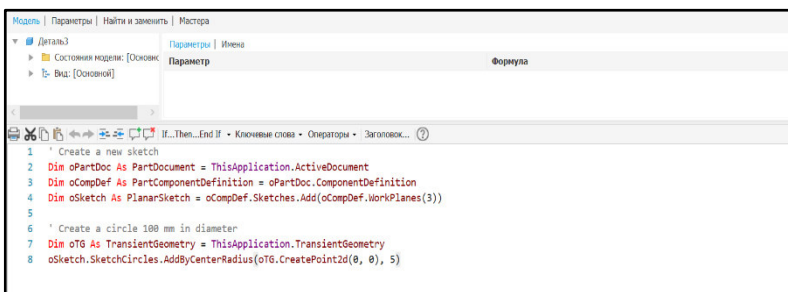 Модель | Параметры | Найти и заменить | Мастера
Деталь3
Параметры | Имена
Состояния модели: [Основнс
Параметр Формула
Вид: [Основной]
If...Then...End If Ключевые слова Операторы Заголовок...
1 ' Create a new sketch
2 Dim oPartDoc As PartDocument = ThisApplication.ActiveDocument
3 Dim oCompDef As PartComponentDefinition = oPartDoc.ComponentDefinition
4 Dim oSketch As PlanarSketch = oCompDef.Sketches.Add(oCompDef.WorkPlanes(3))
5
6 ' Create a circle 100 mm in diameter
7 Dim oTG As TransientGeometry = ThisApplication.TransientGeometry
8 oSketch.SketchCircles.AddByCenterRadius(oTG.CreatePoint2d(0, 0), 5)